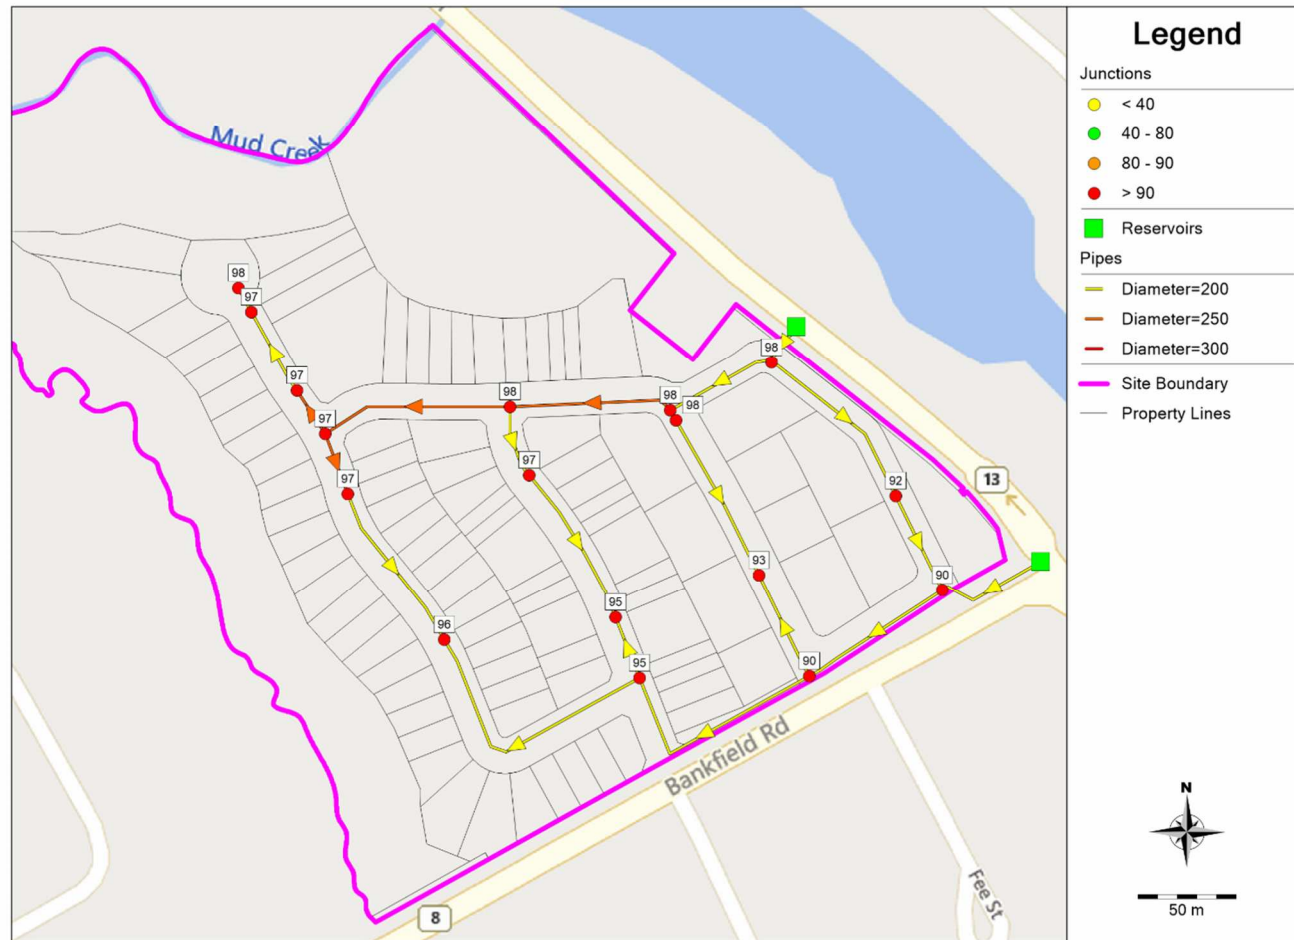 Legend
Junctions
< 40
40 - 80
80 - 90
> 90
Reservoirs
Pipes
Diameter=200
Diameter=250
Diameter=300
Site Boundary
Property Lines
Mud Creek
98
97
97
97
97
96
98
97
95
95
98
98
98
93
90
92
90
13
Bankfield Rd
8
Fee St
N
50 m